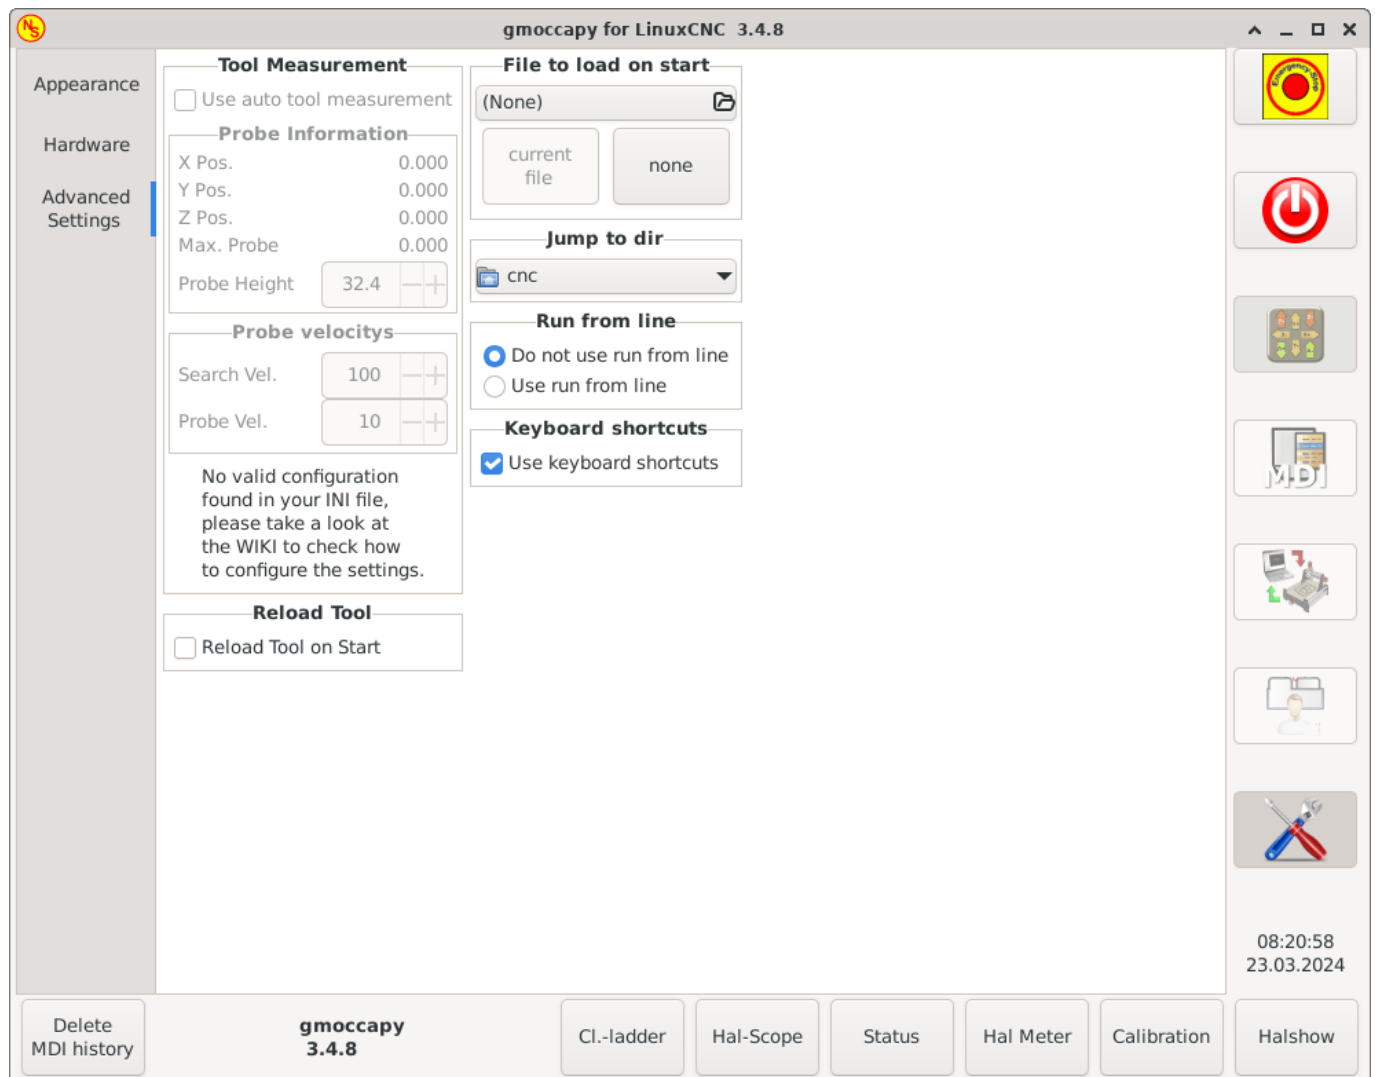 NS
gmoccapy for LinuxCNC 3.4.8
Appearance
Hardware
Advanced
Settings
Tool Measurement
Use auto tool measurement
Probe Information
X Pos. 0.000
Y Pos. 0.000
Z Pos. 0.000
Max. Probe 0.000
Probe Height 32.4
Probe velocitys
Search Vel. 100
Probe Vel. 10
No valid configuration
found in your INI file,
please take a look at
the WIKI to check how
to configure the settings.
Reload Tool
Reload Tool on Start
File to load on start
(None)
current
file
none
Jump to dir
cnc
Run from line
Do not use run from line
Use run from line
Keyboard shortcuts
Use keyboard shortcuts
Emergency-Stop
MDI
08:20:58
23.03.2024
Delete
MDI history
gmoccapy
3.4.8
Cl.-ladder
Hal-Scope
Status
Hal Meter
Calibration
Halshow